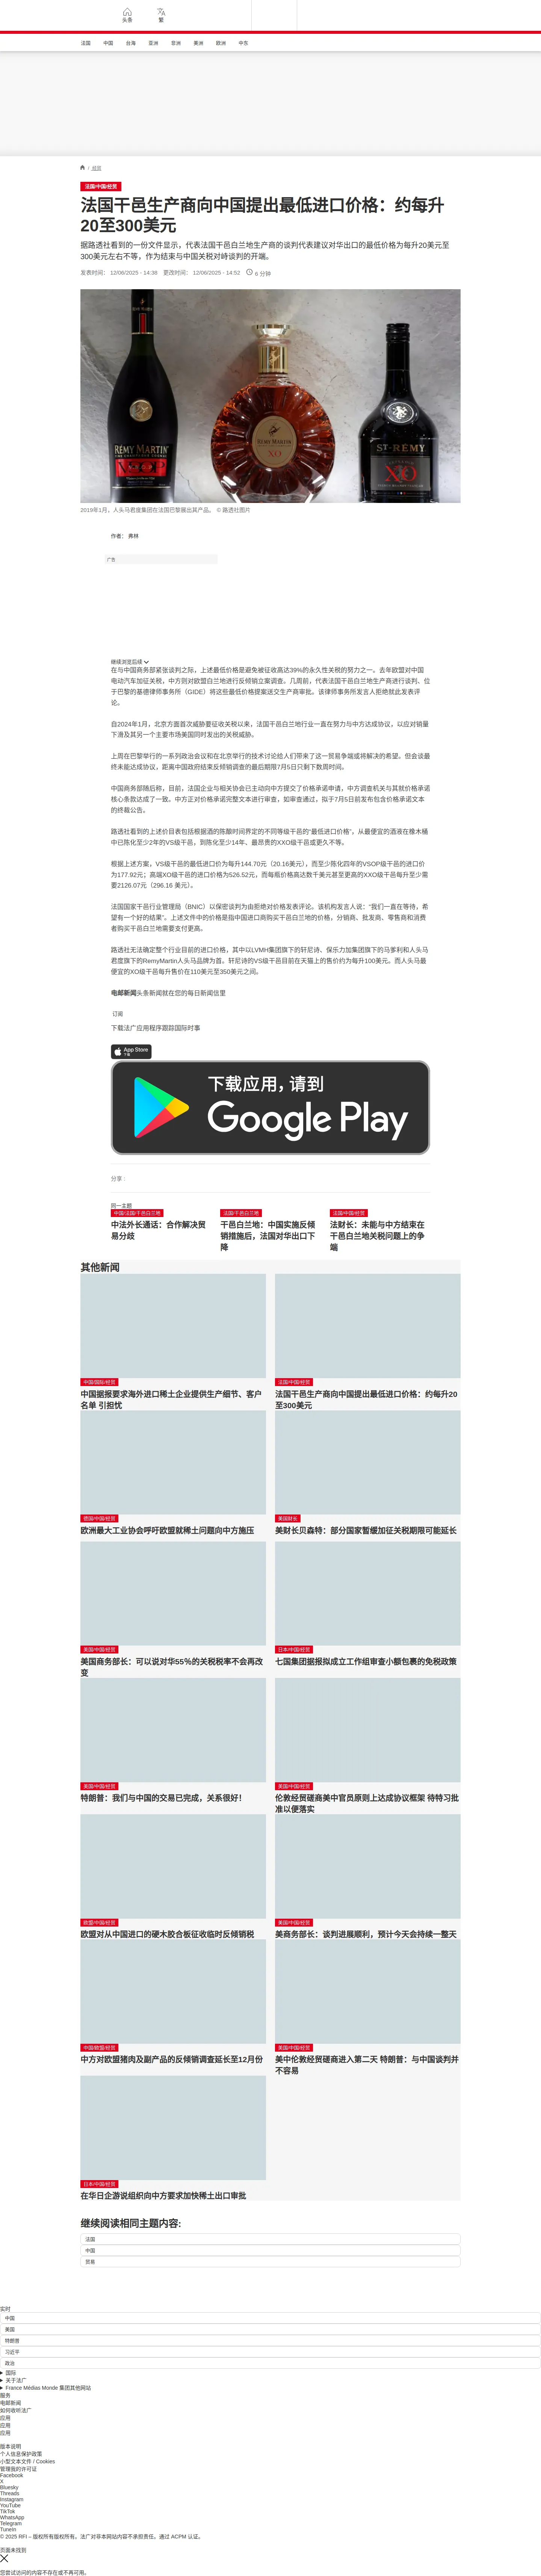 头条
繁
法国
中国
台海
亚洲
非洲
美洲
欧洲
中东
/ 经贸
法国/中国/经贸
法国干邑生产商向中国提出最低进口价格：约每升
20至300美元
据路透社看到的一份文件显示，代表法国干邑白兰地生产商的谈判代表建议对华出口的最低价格为每升20美元至
300美元左右不等，作为结束与中国关税对峙谈判的开端。
发表时间： 12/06/2025 - 14:38 更改时间： 12/06/2025 - 14:52 6 分钟
RÉMY MARTIN
V.S.O.P
RÉMY MARTIN
XO
ST-RÉMY
XO
2019年1月，人头马君度集团在法国巴黎展出其产品。 © 路透社图片
作者： 弗林
广告
继续浏览后续
在与中国商务部紧张谈判之际，上述最低价格是避免被征收高达39%的永久性关税的努力之一。去年欧盟对中国
电动汽车加征关税，中方则对欧盟白兰地进行反倾销立案调查。几周前，代表法国干邑白兰地生产商进行谈判、位
于巴黎的基德律师事务所（GIDE）将这些最低价格提案送交生产商审批。该律师事务所发言人拒绝就此发表评
论。
自2024年1月，北京方面首次威胁要征收关税以来，法国干邑白兰地行业一直在努力与中方达成协议，以应对销量
下滑及其另一个主要市场美国同时发出的关税威胁。
上周在巴黎举行的一系列政治会议和在北京举行的技术讨论给人们带来了这一贸易争端或将解决的希望。但会谈最
终未能达成协议，距离中国政府结束反倾销调查的最后期限7月5日只剩下数周时间。
中国商务部随后称，目前，法国企业与相关协会已主动向中方提交了价格承诺申请，中方调查机关与其就价格承诺
核心条款达成了一致。中方正对价格承诺完整文本进行审查，如审查通过，拟于7月5日前发布包含价格承诺文本
的终裁公告。
路透社看到的上述价目表包括根据酒的陈酿时间界定的不同等级干邑的“最低进口价格”，从最便宜的酒液在橡木桶
中已陈化至少2年的VS级干邑，到陈化至少14年、最昂贵的XXO级干邑或更久不等。
根据上述方案，VS级干邑的最低进口价为每升144.70元（20.16美元），而至少陈化四年的VSOP级干邑的进口价
为177.92元；高端XO级干邑的进口价格为526.52元，而每瓶价格高达数千美元甚至更高的XXO级干邑每升至少需
要2126.07元（296.16 美元）。
法国国家干邑行业管理局（BNIC）以保密谈判为由拒绝对价格发表评论。该机构发言人说：“我们一直在等待，希
望有一个好的结果”。上述文件中的价格是指中国进口商购买干邑白兰地的价格，分销商、批发商、零售商和消费
者购买干邑白兰地需要支付更高。
路透社无法确定整个行业目前的进口价格，其中以LVMH集团旗下的轩尼诗、保乐力加集团旗下的马爹利和人头马
君度旗下的RemyMartin人头马品牌为首。轩尼诗的VS级干邑目前在天猫上的售价约为每升100美元。而人头马最
便宜的XO级干邑每升售价在110美元至350美元之间。
电邮新闻头条新闻就在您的每日新闻信里
订阅
下载法广应用程序跟踪国际时事
App Store
下载
下载应用，请到
Google Play
分享 :
同一主题
中国/法国/干邑白兰地
中法外长通话：合作解决贸
易分歧
法国/干邑白兰地
干邑白兰地：中国实施反倾
销措施后，法国对华出口下
降
法国/中国/经贸
法财长：未能与中方结束在
干邑白兰地关税问题上的争
端
其他新闻
中国/国际/经贸
中国据报要求海外进口稀土企业提供生产细节、客户
名单 引担忧
法国/中国/经贸
法国干邑生产商向中国提出最低进口价格：约每升20
至300美元
德国/中国/经贸
欧洲最大工业协会呼吁欧盟就稀土问题向中方施压
美国财长
美财长贝森特：部分国家暂缓加征关税期限可能延长
美国/中国/经贸
美国商务部长：可以说对华55％的关税税率不会再改
变
日本/中国/经贸
七国集团据报拟成立工作组审查小额包裹的免税政策
美国/中国/经贸
特朗普：我们与中国的交易已完成，关系很好！
美国/中国/经贸
伦敦经贸磋商美中官员原则上达成协议框架 待特习批
准以便落实
欧盟/中国/经贸
欧盟对从中国进口的硬木胶合板征收临时反倾销税
美国/中国/经贸
美商务部长：谈判进展顺利，预计今天会持续一整天
中国/欧盟/经贸
中方对欧盟猪肉及副产品的反倾销调查延长至12月份
美国/中国/经贸
美中伦敦经贸磋商进入第二天 特朗普：与中国谈判并
不容易
日本/中国/经贸
在华日企游说组织向中方要求加快稀土出口审批
继续阅读相同主题内容:
法国
中国
贸易
实时
中国
美国
特朗普
习近平
政治
国际
关于法广
France Médias Monde 集团其他网站
服务
电邮新闻
如何收听法广
应用
应用
应用
版本说明
个人信息保护政策
小型文本文件 / Cookies
管理我的许可证
Facebook
X
Bluesky
Threads
Instagram
YouTube
TikTok
WhatsApp
Telegram
TuneIn
© 2025 RFI – 版权所有版权所有。法广对非本网站内容不承担责任。通过 ACPM 认证。
页面未找到
您尝试访问的内容不存在或不再可用。